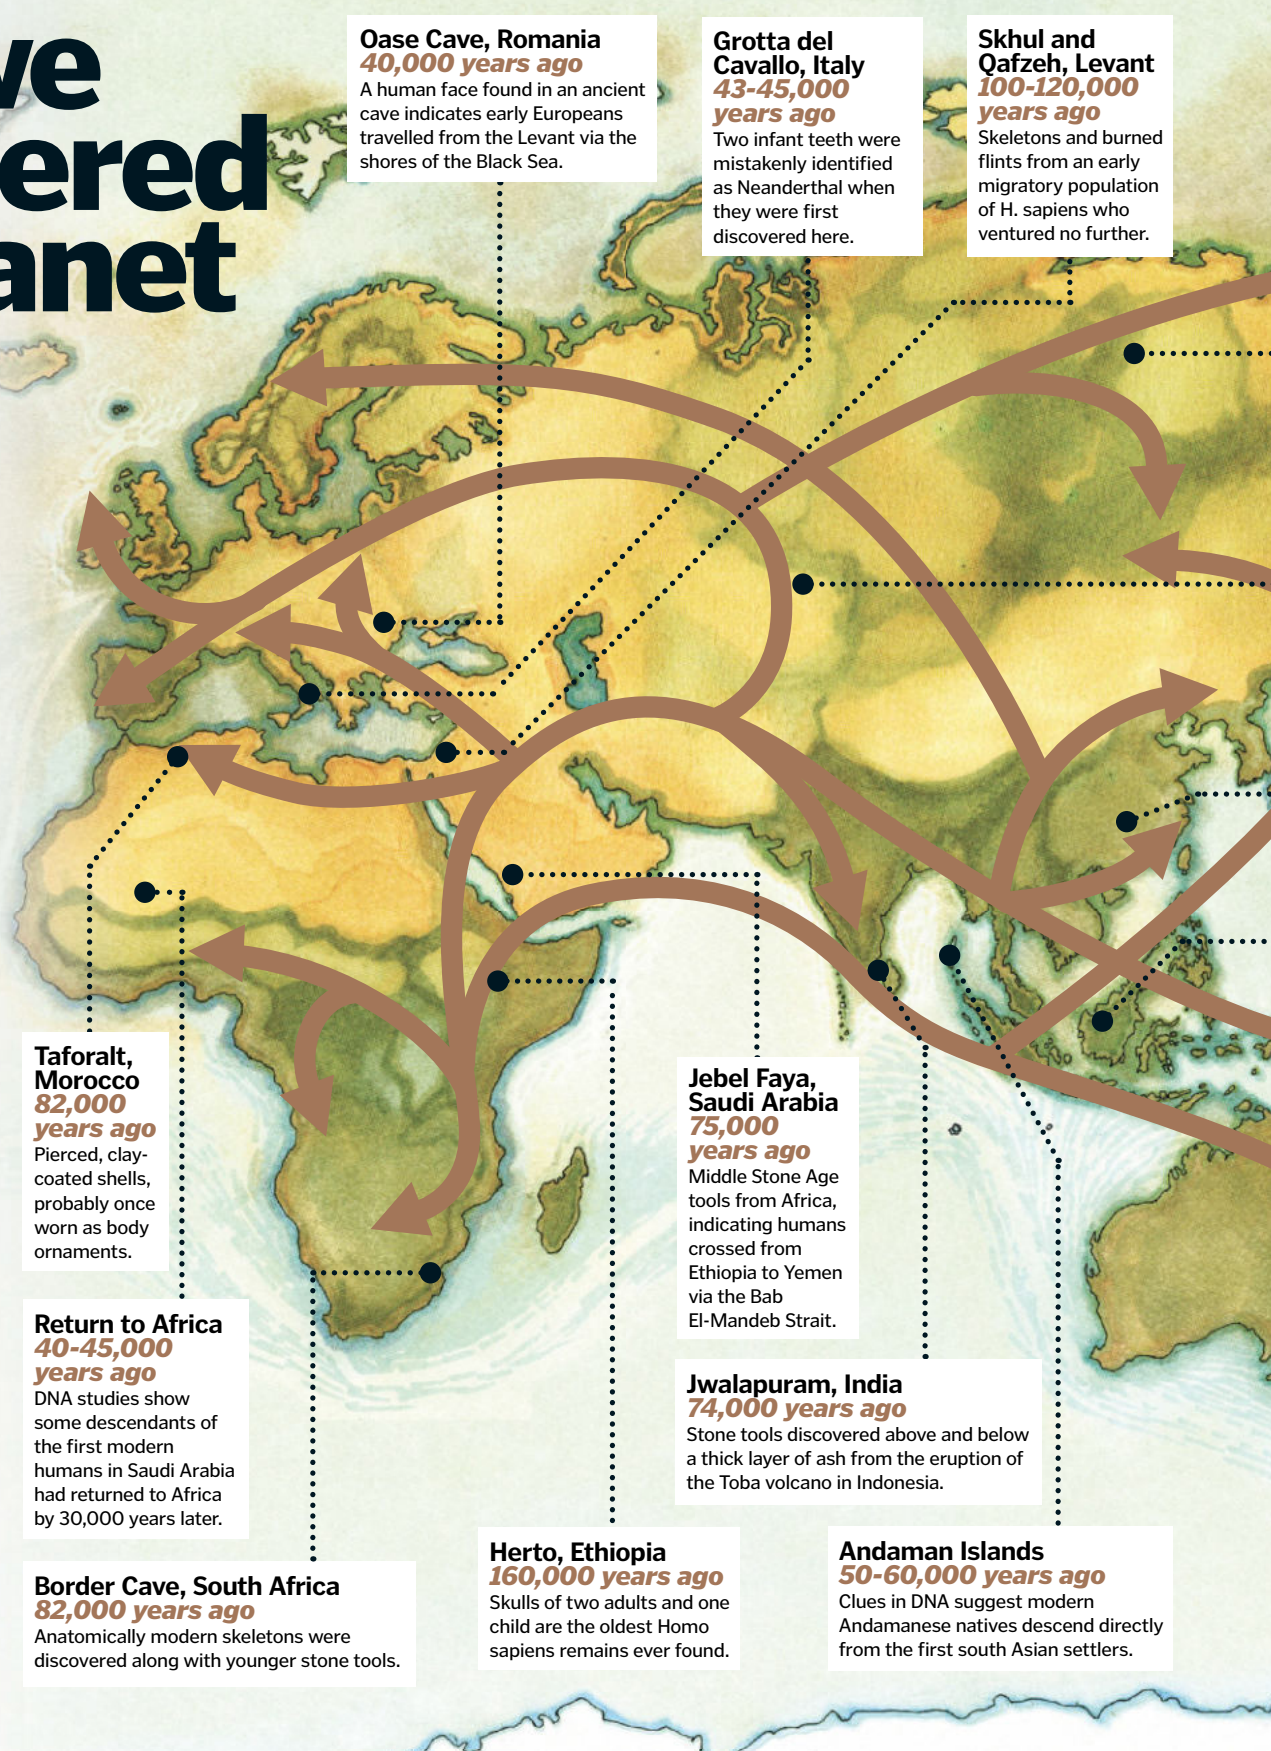 ve
ered
anet
Oase Cave, Romania
40,000 years ago
A human face found in an ancient
cave indicates early Europeans
travelled from the Levant via the
shores of the Black Sea.
Grotta del
Cavallo, Italy
43-45,000
years ago
Two infant teeth were
mistakenly identified
as Neanderthal when
they were first
discovered here.
Skhul and
Qafzeh, Levant
100-120,000
years ago
Skeletons and burned
flints from an early
migratory population
of H. sapiens who
ventured no further.
Taforalt,
Morocco
82,000
years ago
Pierced, clay-
coated shells,
probably once
worn as body
ornaments.
Jebel Faya,
Saudi Arabia
75,000
years ago
Middle Stone Age
tools from Africa,
indicating humans
crossed from
Ethiopia to Yemen
via the Bab
El-Mandeb Strait.
Return to Africa
40-45,000
years ago
DNA studies show
some descendants of
the first modern
humans in Saudi Arabia
had returned to Africa
by 30,000 years later.
Jwalapuram, India
74,000 years ago
Stone tools discovered above and below
a thick layer of ash from the eruption of
the Toba volcano in Indonesia.
Border Cave, South Africa
82,000 years ago
Anatomically modern skeletons were
discovered along with younger stone tools.
Herto, Ethiopia
160,000 years ago
Skulls of two adults and one
child are the oldest Homo
sapiens remains ever found.
Andaman Islands
50-60,000 years ago
Clues in DNA suggest modern
Andamanese natives descend directly
from the first south Asian settlers.